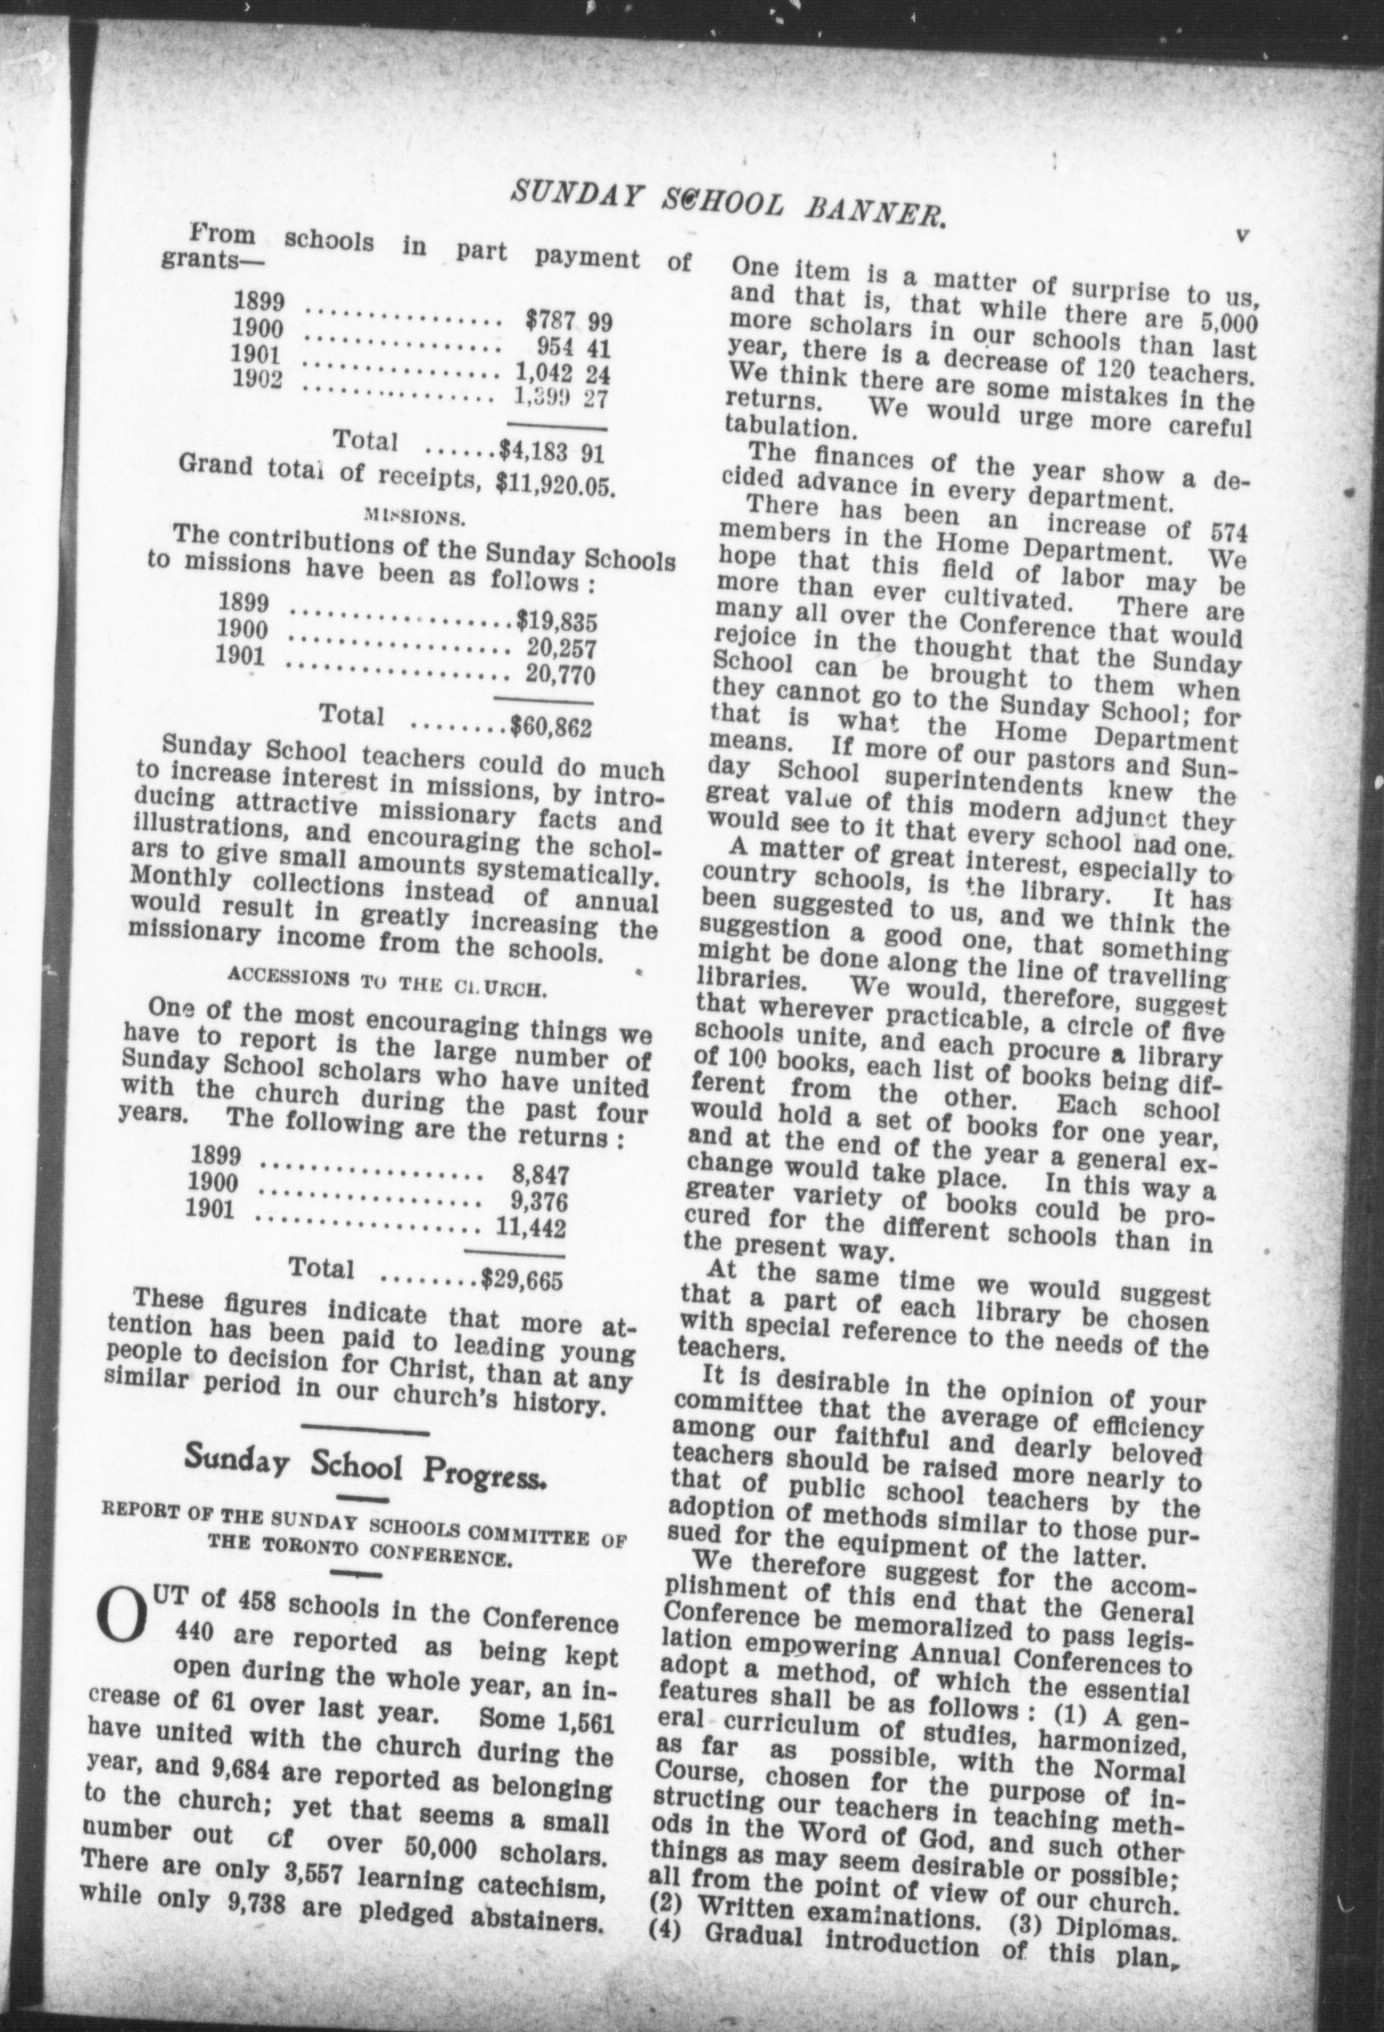 SUNDAY SCHOOL BANNER.
v
From schools in part payment of
grants—
1899 ................ $787 99
1900 ................ 954 41
1901 ................ 1,042 24
1902 ................ 1,399 27
Total ......$4,183 91
Grand total of receipts, $11,920.05.
MISSIONS.
The contributions of the Sunday Schools
to missions have been as follows :
1899 ..................$19,835
1900 .................. 20,257
1901 .................. 20,770
Total ........$60,862
Sunday School teachers could do much
to increase interest in missions, by intro-
ducing attractive missionary facts and
illustrations, and encouraging the schol-
ars to give small amounts systematically.
Monthly collections instead of annual
would result in greatly increasing the
missionary income from the schools.
ACCESSIONS TO THE CHURCH.
One of the most encouraging things we
have to report is the large number of
Sunday School scholars who have united
with the church during the past four
years. The following are the returns :
1899 .................. 8,847
1900 .................. 9,376
1901 .................. 11,442
Total ........$29,665
These figures indicate that more at-
tention has been paid to leading young
people to decision for Christ, than at any
similar period in our church's history.
Sunday School Progress.
REPORT OF THE SUNDAY SCHOOLS COMMITTEE OF
THE TORONTO CONFERENCE.
OUT of 458 schools in the Conference
440 are reported as being kept
open during the whole year, an in-
crease of 61 over last year. Some 1,561
have united with the church during the
year, and 9,684 are reported as belonging
to the church; yet that seems a small
number out of over 50,000 scholars.
There are only 3,557 learning catechism,
while only 9,738 are pledged abstainers.
One item is a matter of surprise to us,
and that is, that while there are 5,000
more scholars in our schools than last
year, there is a decrease of 120 teachers.
We think there are some mistakes in the
returns. We would urge more careful
tabulation.
The finances of the year show a de-
cided advance in every department.
There has been an increase of 574
members in the Home Department. We
hope that this field of labor may be
more than ever cultivated. There are
many all over the Conference that would
rejoice in the thought that the Sunday
School can be brought to them when
they cannot go to the Sunday School; for
that is what the Home Department
means. If more of our pastors and Sun-
day School superintendents knew the
great value of this modern adjunct they
would see to it that every school had one.
A matter of great interest, especially to
country schools, is the library. It has
been suggested to us, and we think the
suggestion a good one, that something
might be done along the line of travelling
libraries. We would, therefore, suggest
that wherever practicable, a circle of five
schools unite, and each procure a library
of 100 books, each list of books being dif-
ferent from the other. Each school
would hold a set of books for one year,
and at the end of the year a general ex-
change would take place. In this way a
greater variety of books could be pro-
cured for the different schools than in
the present way.
At the same time we would suggest
that a part of each library be chosen
with special reference to the needs of the
teachers.
It is desirable in the opinion of your
committee that the average of efficiency
among our faithful and dearly beloved
teachers should be raised more nearly to
that of public school teachers by the
adoption of methods similar to those pur-
sued for the equipment of the latter.
We therefore suggest for the accom-
plishment of this end that the General
Conference be memoralized to pass legis-
lation empowering Annual Conferences to
adopt a method, of which the essential
features shall be as follows : (1) A gen-
eral curriculum of studies, harmonized,
as far as possible, with the Normal
Course, chosen for the purpose of in-
structing our teachers in teaching meth-
ods in the Word of God, and such other
things as may seem desirable or possible;
all from the point of view of our church.
(2) Written examinations. (3) Diplomas.
(4) Gradual introduction of this plan,